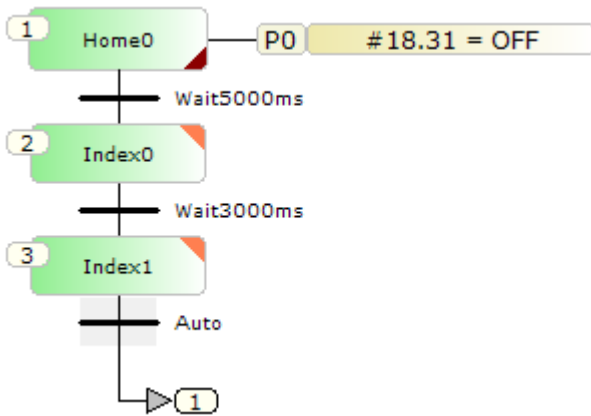 1 Home0 P0 #18.31 = OFF
Wait5000ms
2 Index0
Wait3000ms
3 Index1
Auto
1